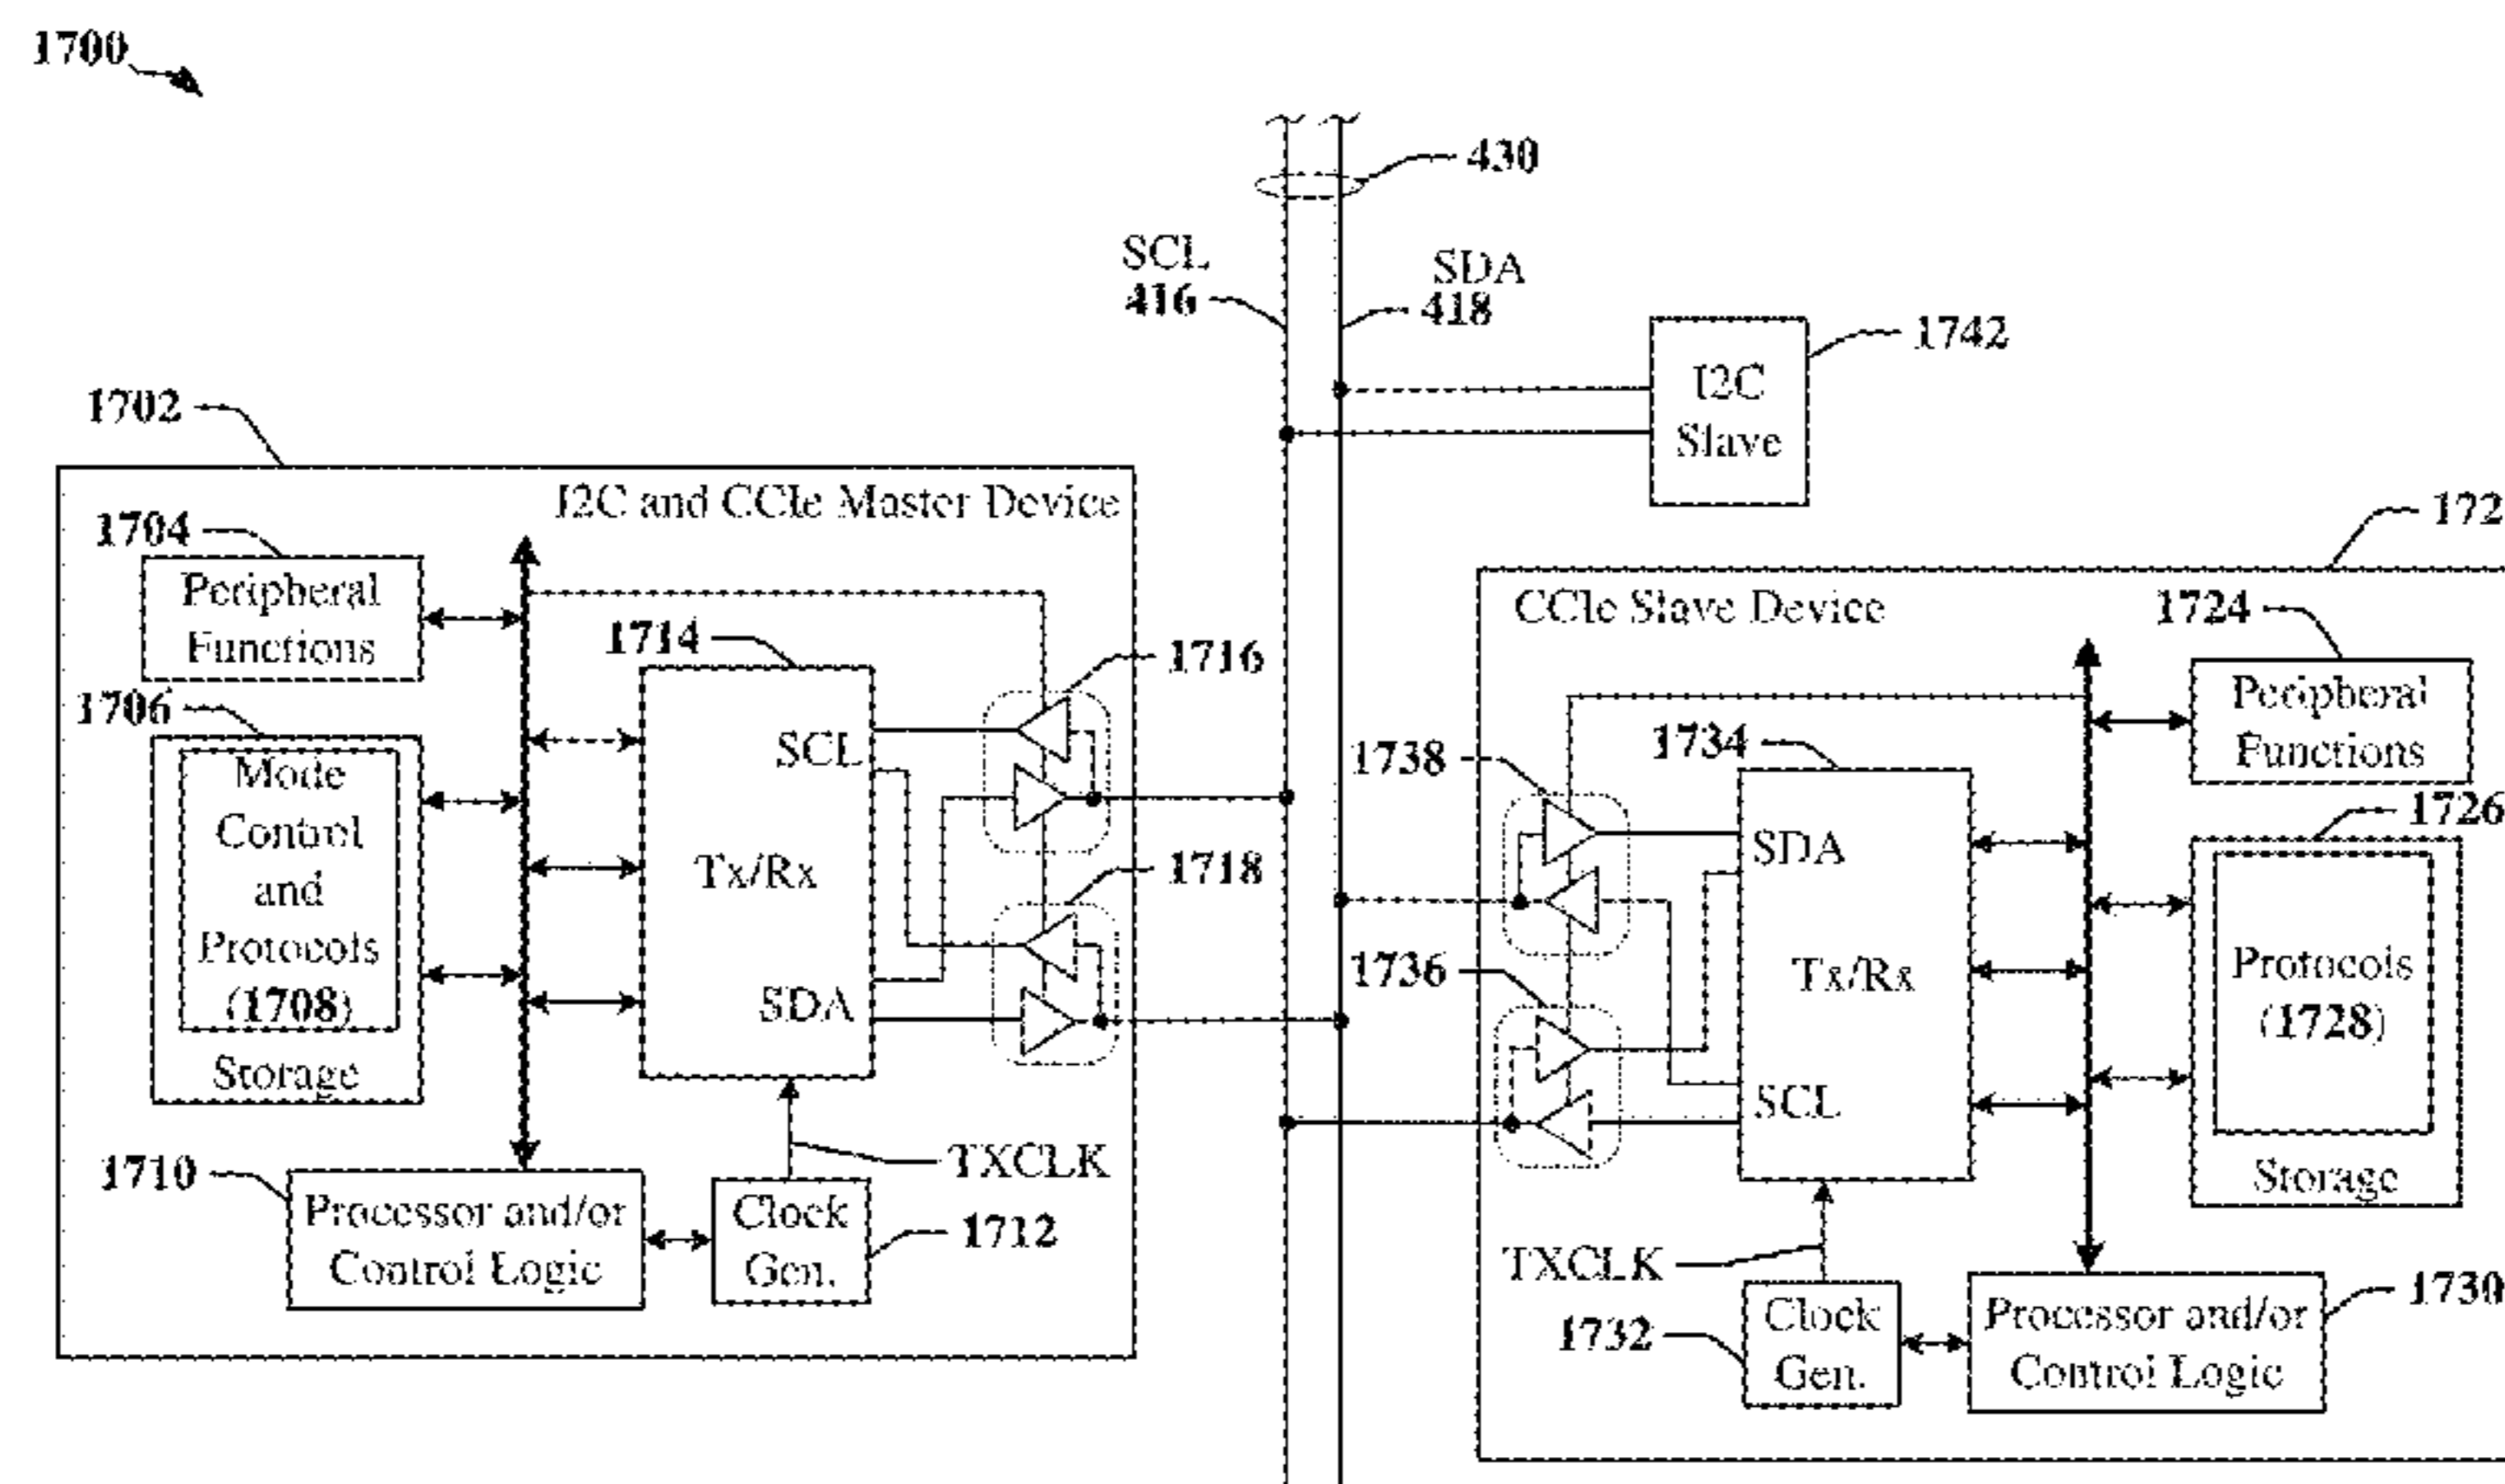 1700
430
SCL
416
SDA
418
1742
I2C
Slave
1702
I2C and CCIe Master Device
1704
Peripheral
Functions
1706
Mode
Control
and
Protocols
(1708)
Storage
1714
SCL
Tx/Rx
SDA
1716
1718
1710
Processor and/or
Control Logic
TXCLK
Clock
Gen.
1712
172
CCIe Slave Device
1724
Peripheral
Functions
1738
1734
SDA
Tx/Rx
SCL
1736
1726
Protocols
(1728)
Storage
TXCLK
1732
Clock
Gen.
Processor and/or
Control Logic
1730